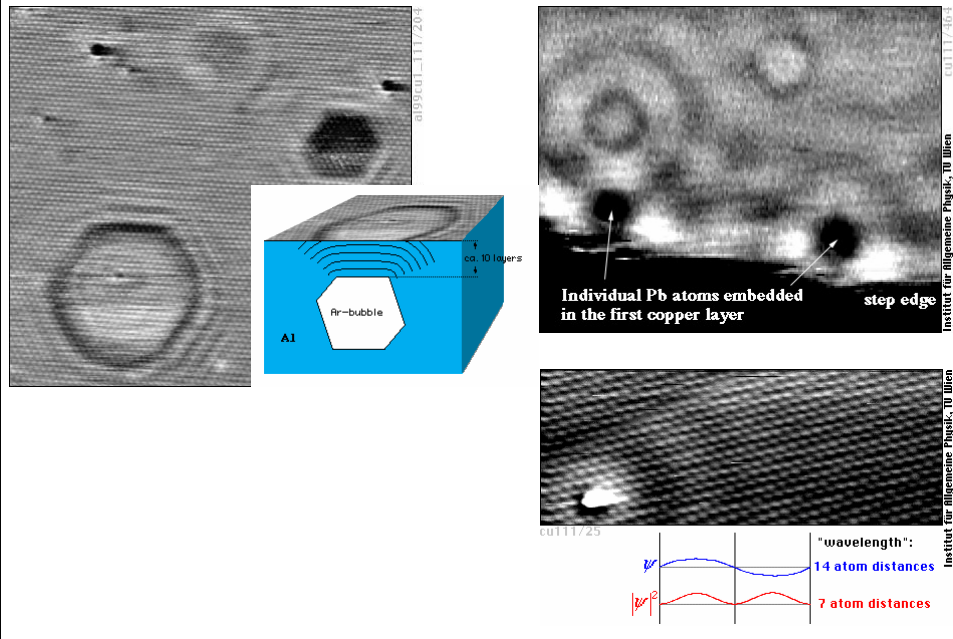 al99cu1_111/204
ca. 10 layers
Ar-bubble
Al
cu111/464
Institut für Allgemeine Physik, TU Wien
Individual Pb atoms embedded
in the first copper layer
step edge
Institut für Allgemeine Physik, TU Wien
cu111/25
"wavelength":
ψ
14 atom distances
|ψ|²
7 atom distances